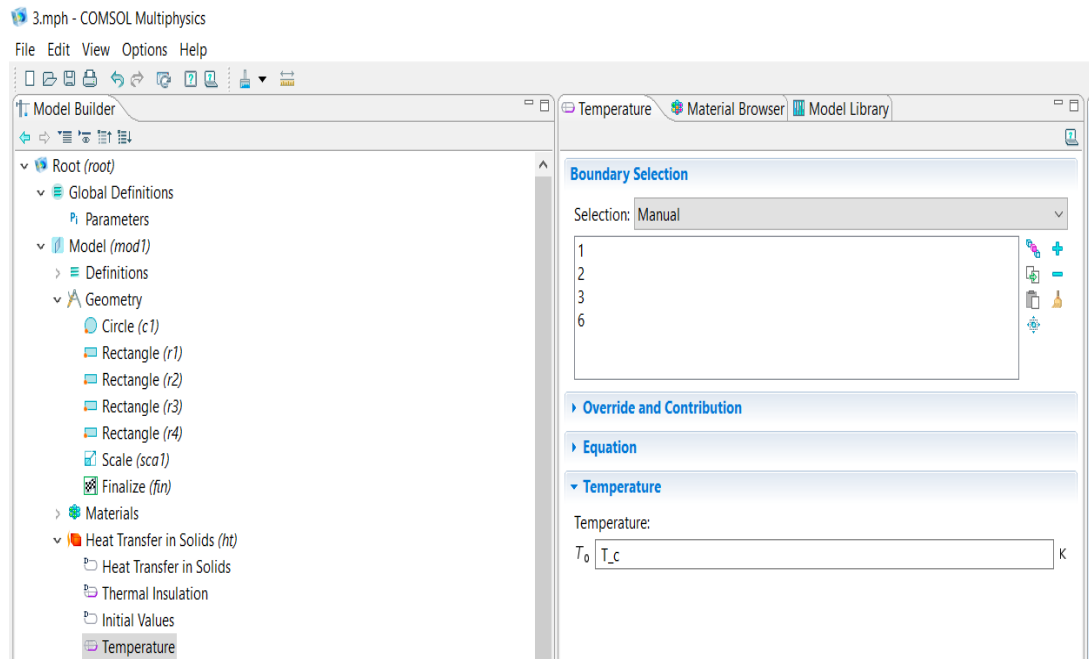 3.mph - COMSOL Multiphysics
File Edit View Options Help
Model Builder
Root (root)
Global Definitions
Pi Parameters
Model (mod1)
Definitions
Geometry
Circle (c1)
Rectangle (r1)
Rectangle (r2)
Rectangle (r3)
Rectangle (r4)
Scale (sca1)
Finalize (fin)
Materials
Heat Transfer in Solids (ht)
D Heat Transfer in Solids
D Thermal Insulation
D Initial Values
Temperature
Temperature Material Browser Model Library
Boundary Selection
Selection: Manual
1
2
3
6
Override and Contribution
Equation
Temperature
Temperature:
T0 T_c K